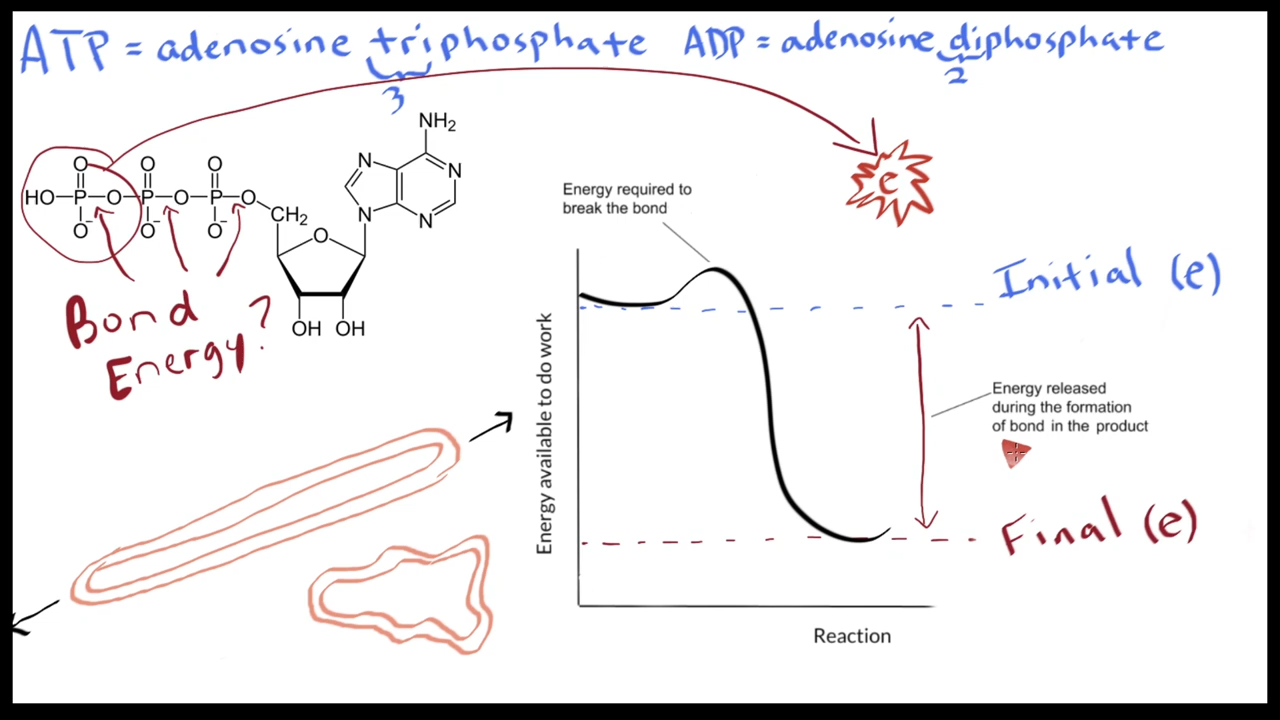 ATP = adenosine triphosphate
3
ADP = adenosine diphosphate
2
NH2
N
N
N
N
O O O
HO P O P O P O
O- O- O-
CH2
O
OH OH
Bond
Energy?
e
Energy required to
break the bond
Energy available to do work
Initial (e)
Energy released
during the formation
of bond in the product
Final (e)
Reaction